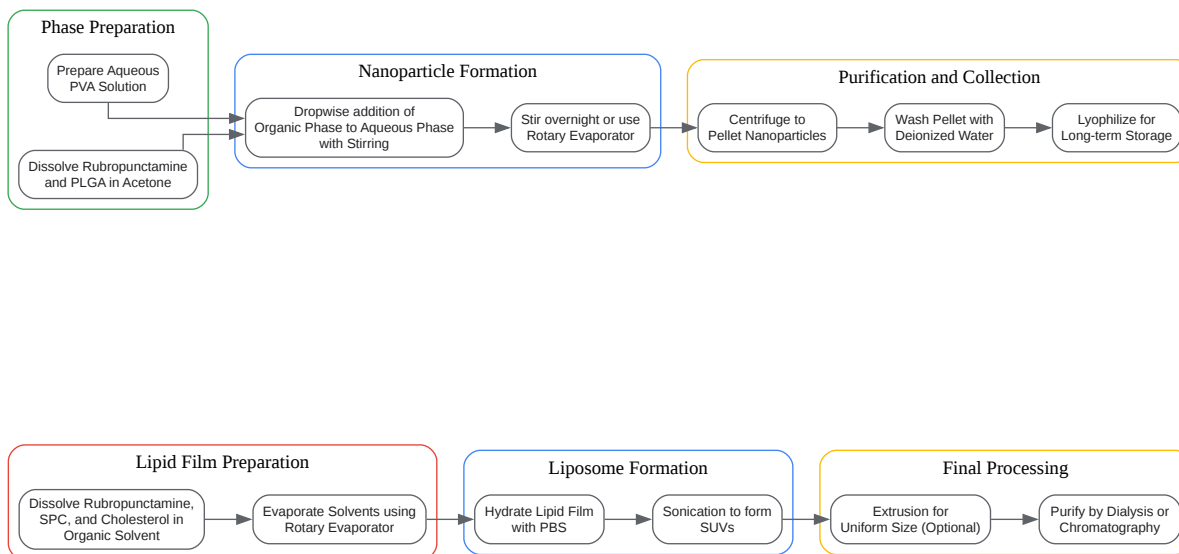 Phase Preparation
Prepare Aqueous
PVA Solution
Dissolve Rubropunctamine
and PLGA in Acetone
Nanoparticle Formation
Dropwise addition of
Organic Phase to Aqueous Phase
with Stirring
Stir overnight or use
Rotary Evaporator
Purification and Collection
Centrifuge to
Pellet Nanoparticles
Wash Pellet with
Deionized Water
Lyophilize for
Long-term Storage
Lipid Film Preparation
Dissolve Rubropunctamine,
SPC, and Cholesterol in
Organic Solvent
Evaporate Solvents using
Rotary Evaporator
Liposome Formation
Hydrate Lipid Film
with PBS
Sonication to form
SUVs
Final Processing
Extrusion for
Uniform Size (Optional)
Purify by Dialysis or
Chromatography